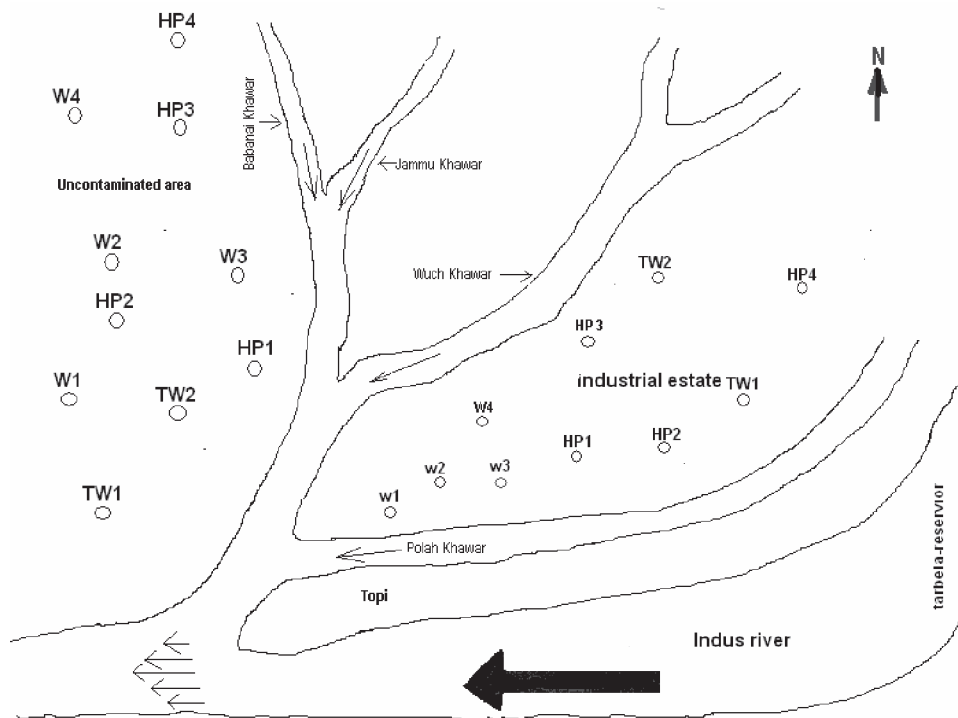 HP4
N
W4
HP3
Babanai Khawar
Jammu Khawar
Uncontaminated area
W2
W3
Wuch Khawar
TW2
HP4
HP2
HP3
HP1
W1
TW2
industrial estate
TW1
W4
HP1
HP2
w2
w3
TW1
w1
tarbela-reservior
Polah Khawar
Topi
Indus river